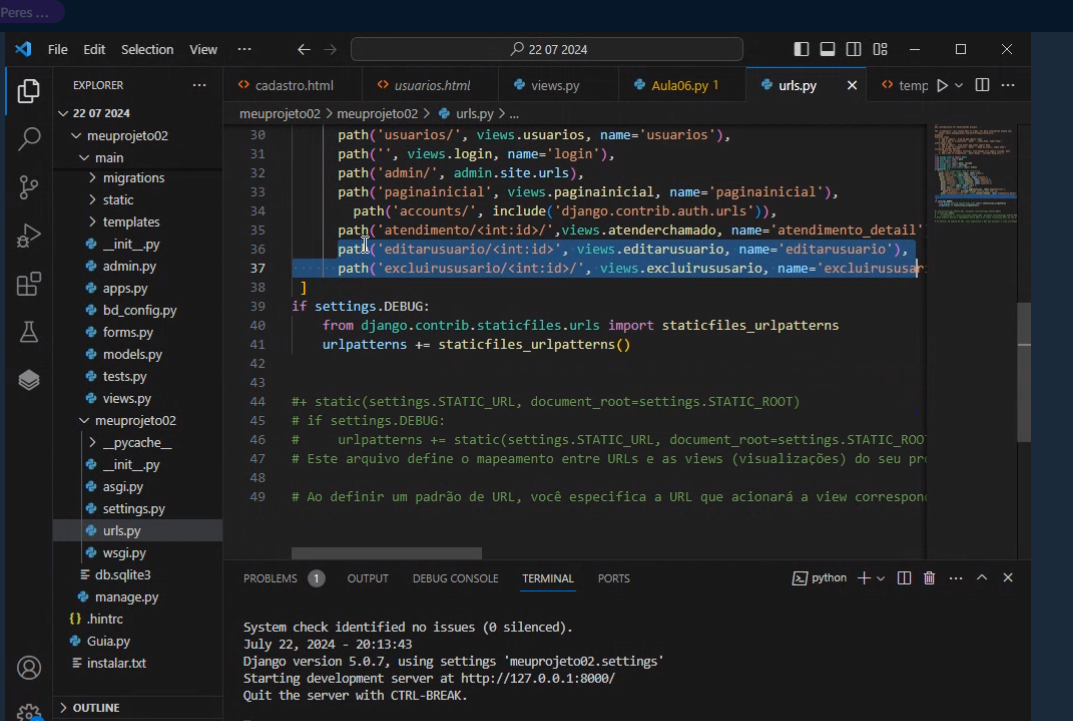 Peres ...
File Edit Selection View ··· 22 07 2024
EXPLORER ···
22 07 2024
meuprojeto02
main
migrations
static
templates
__init__.py
admin.py
apps.py
bd_config.py
forms.py
models.py
tests.py
views.py
meuprojeto02
__pycache__
__init__.py
asgi.py
settings.py
urls.py
wsgi.py
db.sqlite3
manage.py
.hintrc
Guia.py
instalar.txt
OUTLINE
cadastro.html usuarios.html views.py Aula06.py 1 urls.py temp
meuprojeto02 > meuprojeto02 > urls.py > ...
30 path('usuarios/', views.usuarios, name='usuarios'),
31 path('', views.login, name='login'),
32 path('admin/', admin.site.urls),
33 path('paginainicial', views.paginainicial, name='paginainicial'),
34 path('accounts/', include('django.contrib.auth.urls')),
35 path('atendimento/<int:id>/',views.atenderchamado, name='atendimento_detail'
36 path('editarusuario/<int:id>', views.editarusuario, name='editarusuario'),
37 path('excluirususario/<int:id>/', views.excluirususario, name='excluirususar
38 ]
39 if settings.DEBUG:
40 from django.contrib.staticfiles.urls import staticfiles_urlpatterns
41 urlpatterns += staticfiles_urlpatterns()
42
43
44 #+ static(settings.STATIC_URL, document_root=settings.STATIC_ROOT)
45 # if settings.DEBUG:
46 # urlpatterns += static(settings.STATIC_URL, document_root=settings.STATIC_ROO
47 # Este arquivo define o mapeamento entre URLs e as views (visualizações) do seu pr
48
49 # Ao definir um padrão de URL, você especifica a URL que acionará a view correspon
PROBLEMS 1 OUTPUT DEBUG CONSOLE TERMINAL PORTS python
System check identified no issues (0 silenced).
July 22, 2024 - 20:13:43
Django version 5.0.7, using settings 'meuprojeto02.settings'
Starting development server at http://127.0.0.1:8000/
Quit the server with CTRL-BREAK.